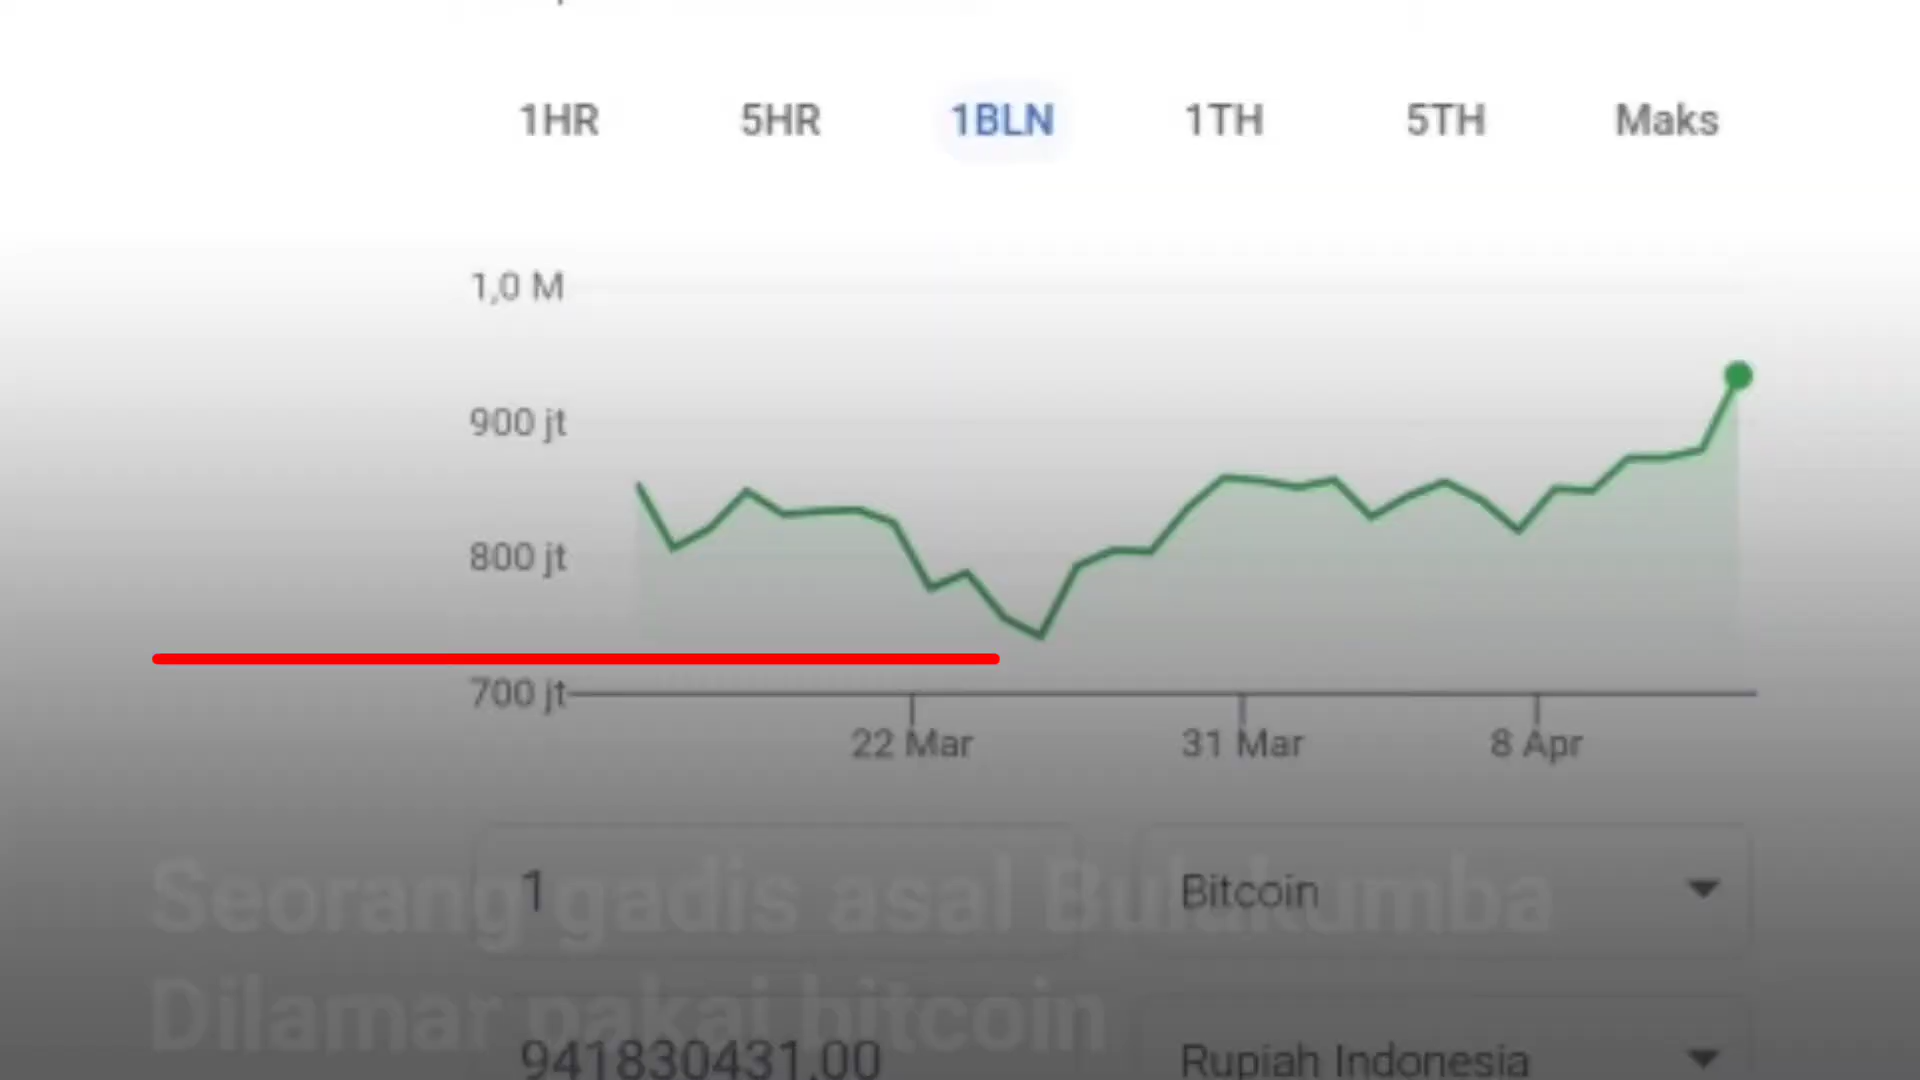 1HR 5HR 1BLN 1TH 5TH Maks
1,0 M
900 jt
800 jt
700 jt
22 Mar 31 Mar 8 Apr
1 Bitcoin
Seorang gadis asal Bulukumba
Dilamar pakai bitcoin
941830431,00 Rupiah Indonesia